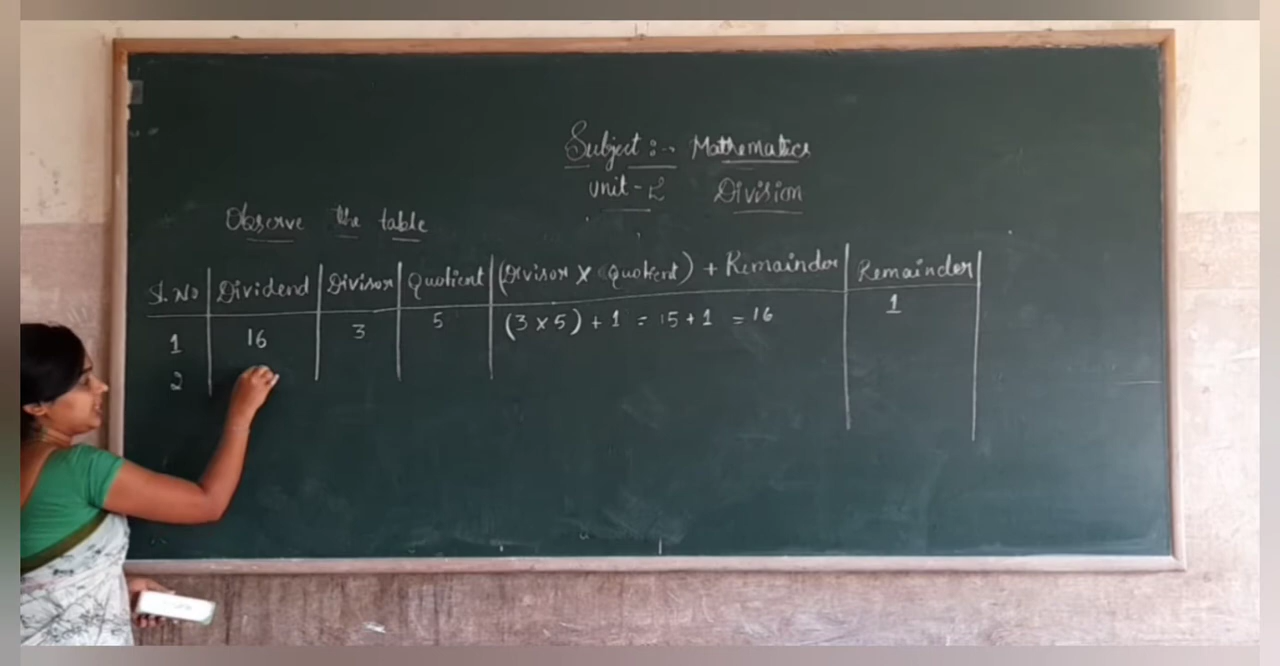 Subject :- Mathematics
Unit - 2 Division
Observe the table
Sl. No Dividend Divisor Quotient (Divisor X Quotient) + Remainder Remainder
1 16 3 5 (3 x 5) + 1 = 15 + 1 = 16 1
2